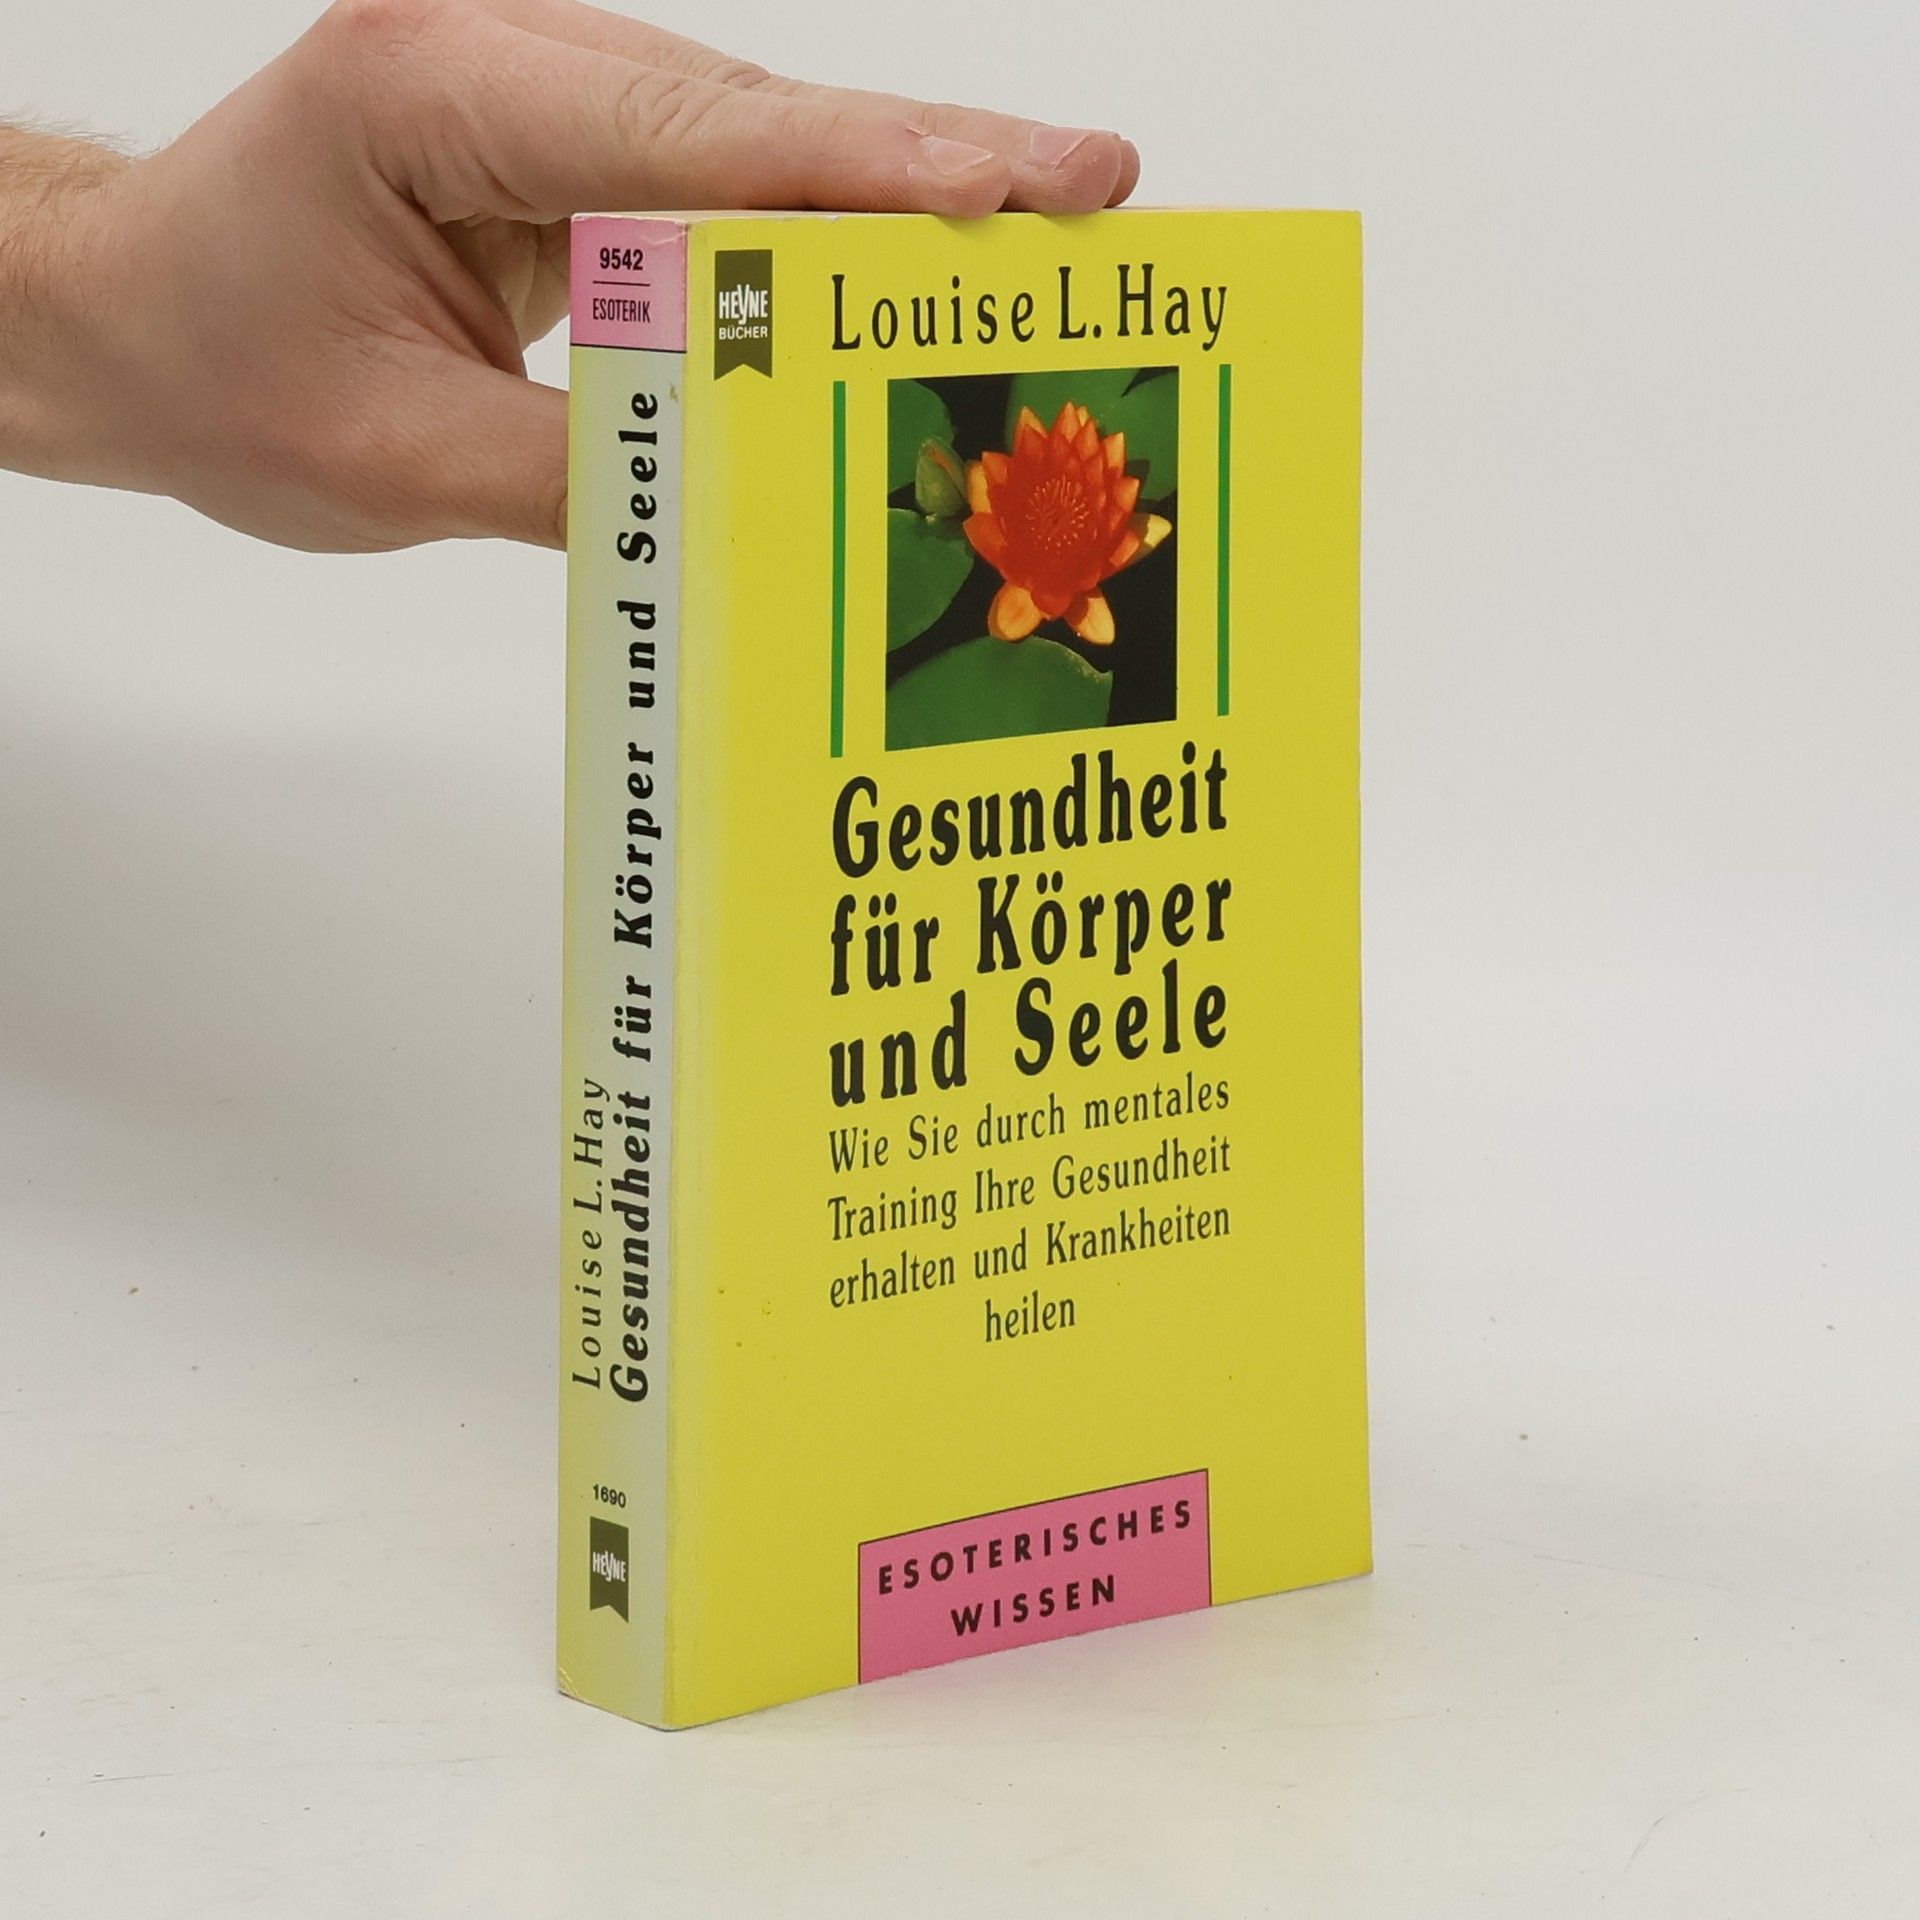 9542
ESOTERIK
Louise L. Hay
Gesundheit für Körper und Seele
1690
HEYNE
HEYNE
BÜCHER
Louise L. Hay
Gesundheit
für Körper
und Seele
Wie Sie durch mentales
Training Ihre Gesundheit
erhalten und Krankheiten
heilen
ESOTERISCHES
WISSEN